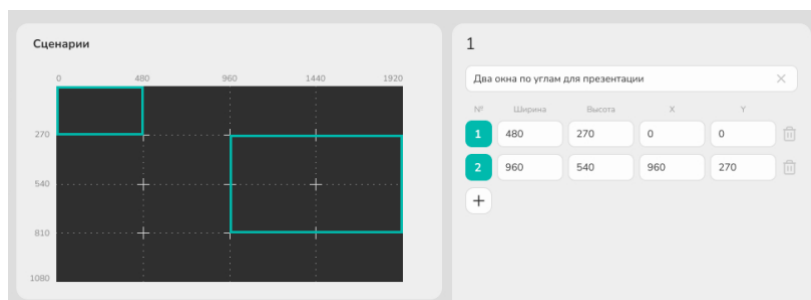 Сценарии
0 480 960 1440 1920
270
540
810
1080
1
Два окна по углам для презентации
№ Ширина Высота X Y
1 480 270 0 0
2 960 540 960 270
+